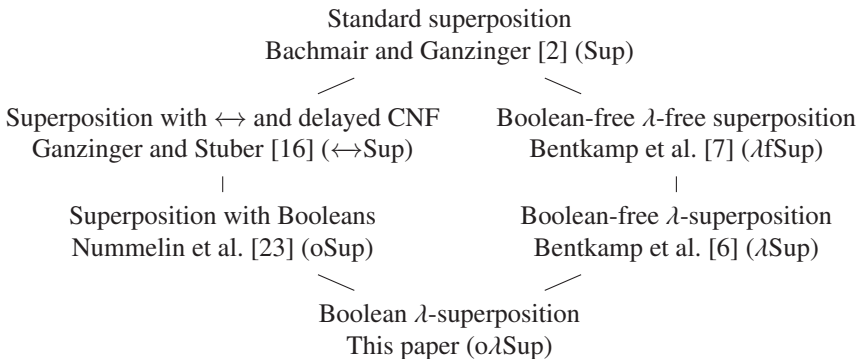 Standard superposition
Bachmair and Ganzinger [2] (Sup)
Superposition with ↔ and delayed CNF
Ganzinger and Stuber [16] (↔Sup)
Boolean-free λ-free superposition
Bentkamp et al. [7] (λfSup)
Superposition with Booleans
Nummelin et al. [23] (oSup)
Boolean-free λ-superposition
Bentkamp et al. [6] (λSup)
Boolean λ-superposition
This paper (oλSup)